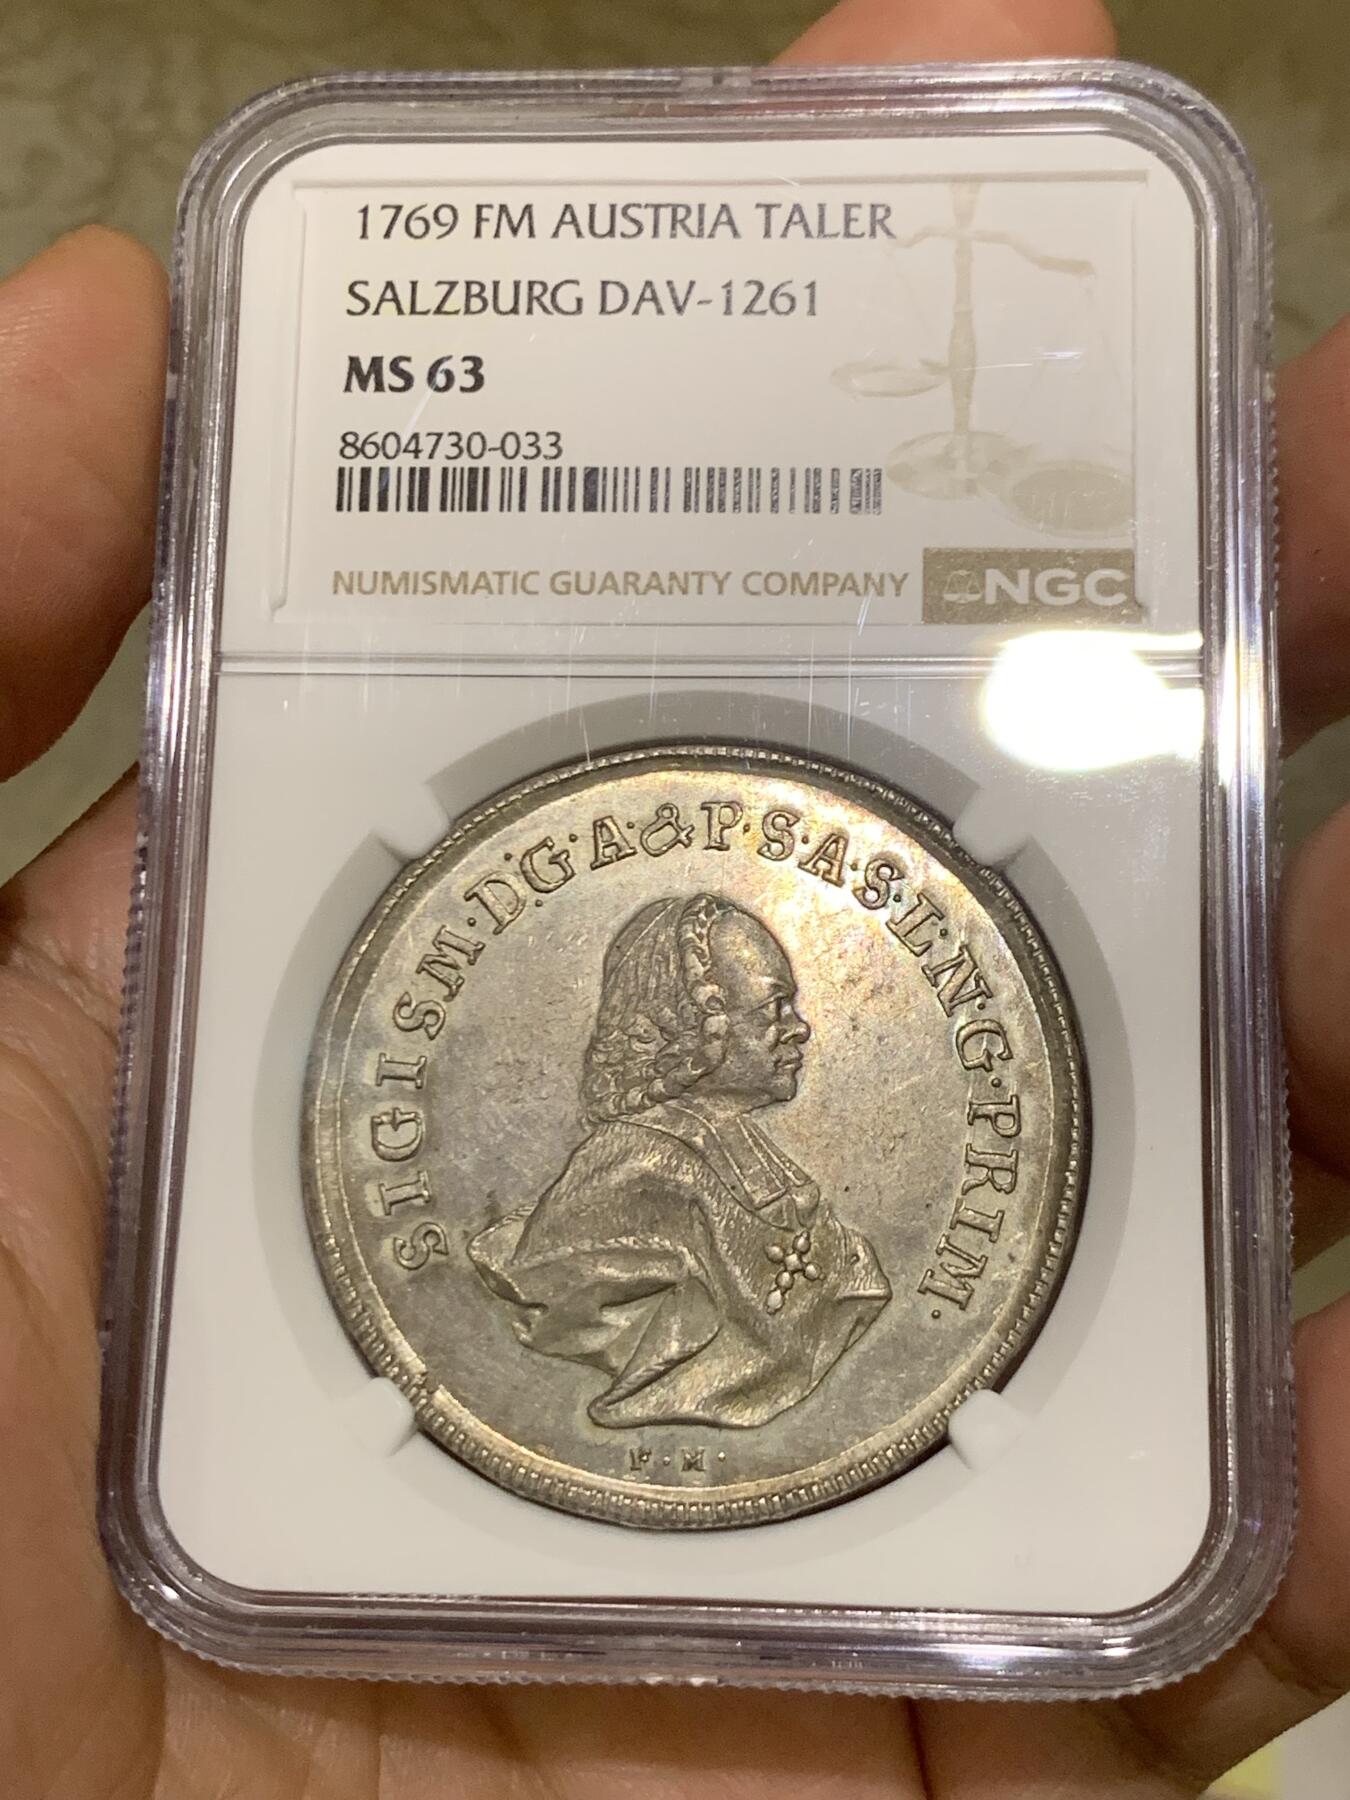 1769 FM AUSTRIA TALER
SALZBURG DAV-1261
MS 63
8604730-033
NUMISMATIC GUARANTY COMPANY NGC
SIGISM·D:G·A·&P·S·A·S·L·N·G·PRIM·
F·M·